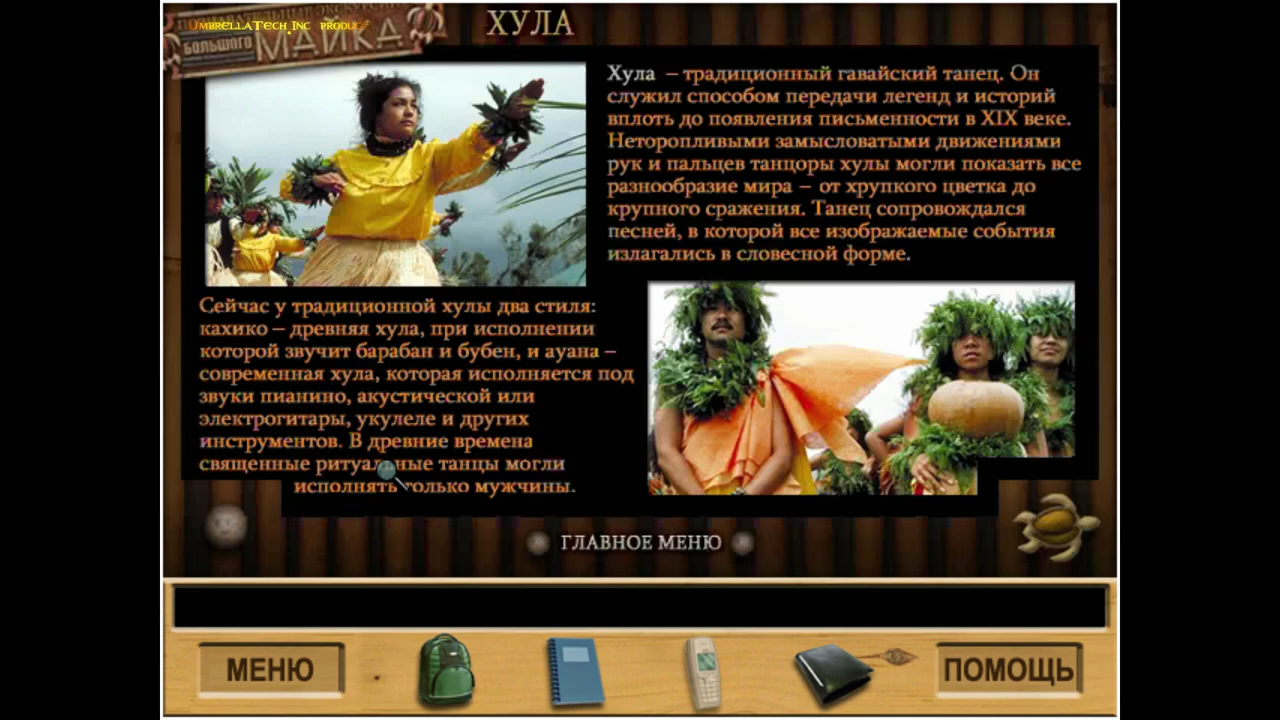 UmbrellaTech.Inc produc
БОЛЬШОГО МАЙКА
ХУЛА
Хула – традиционный гавайский танец. Он
служил способом передачи легенд и историй
вплоть до появления письменности в XIX веке.
Неторопливыми замысловатыми движениями
рук и пальцев танцоры хулы могли показать все
разнообразие мира – от хрупкого цветка до
крупного сражения. Танец сопровождался
песней, в которой все изображаемые события
излагались в словесной форме.
Сейчас у традиционной хулы два стиля:
кахико – древняя хула, при исполнении
которой звучит барабан и бубен, и ауана –
современная хула, которая исполняется под
звуки пианино, акустической или
электрогитары, укулеле и других
инструментов. В древние времена
священные ритуальные танцы могли
исполнять только мужчины.
ГЛАВНОЕ МЕНЮ
МЕНЮ
ПОМОЩЬ